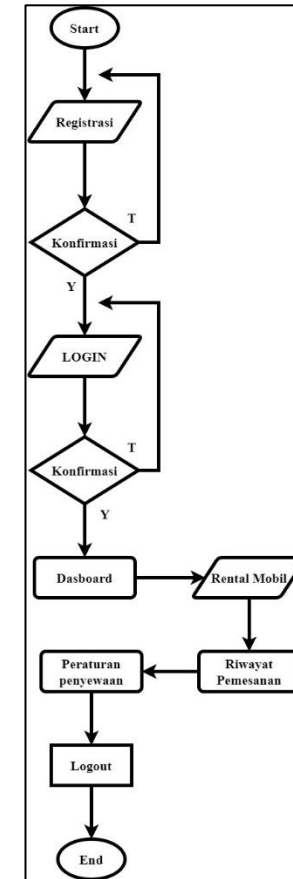 Start
Registrasi
T
Konfirmasi
Y
LOGIN
T
Konfirmasi
Y
Dasboard
Rental Mobil
Peraturan
penyewaan
Riwayat
Pemesanan
Logout
End